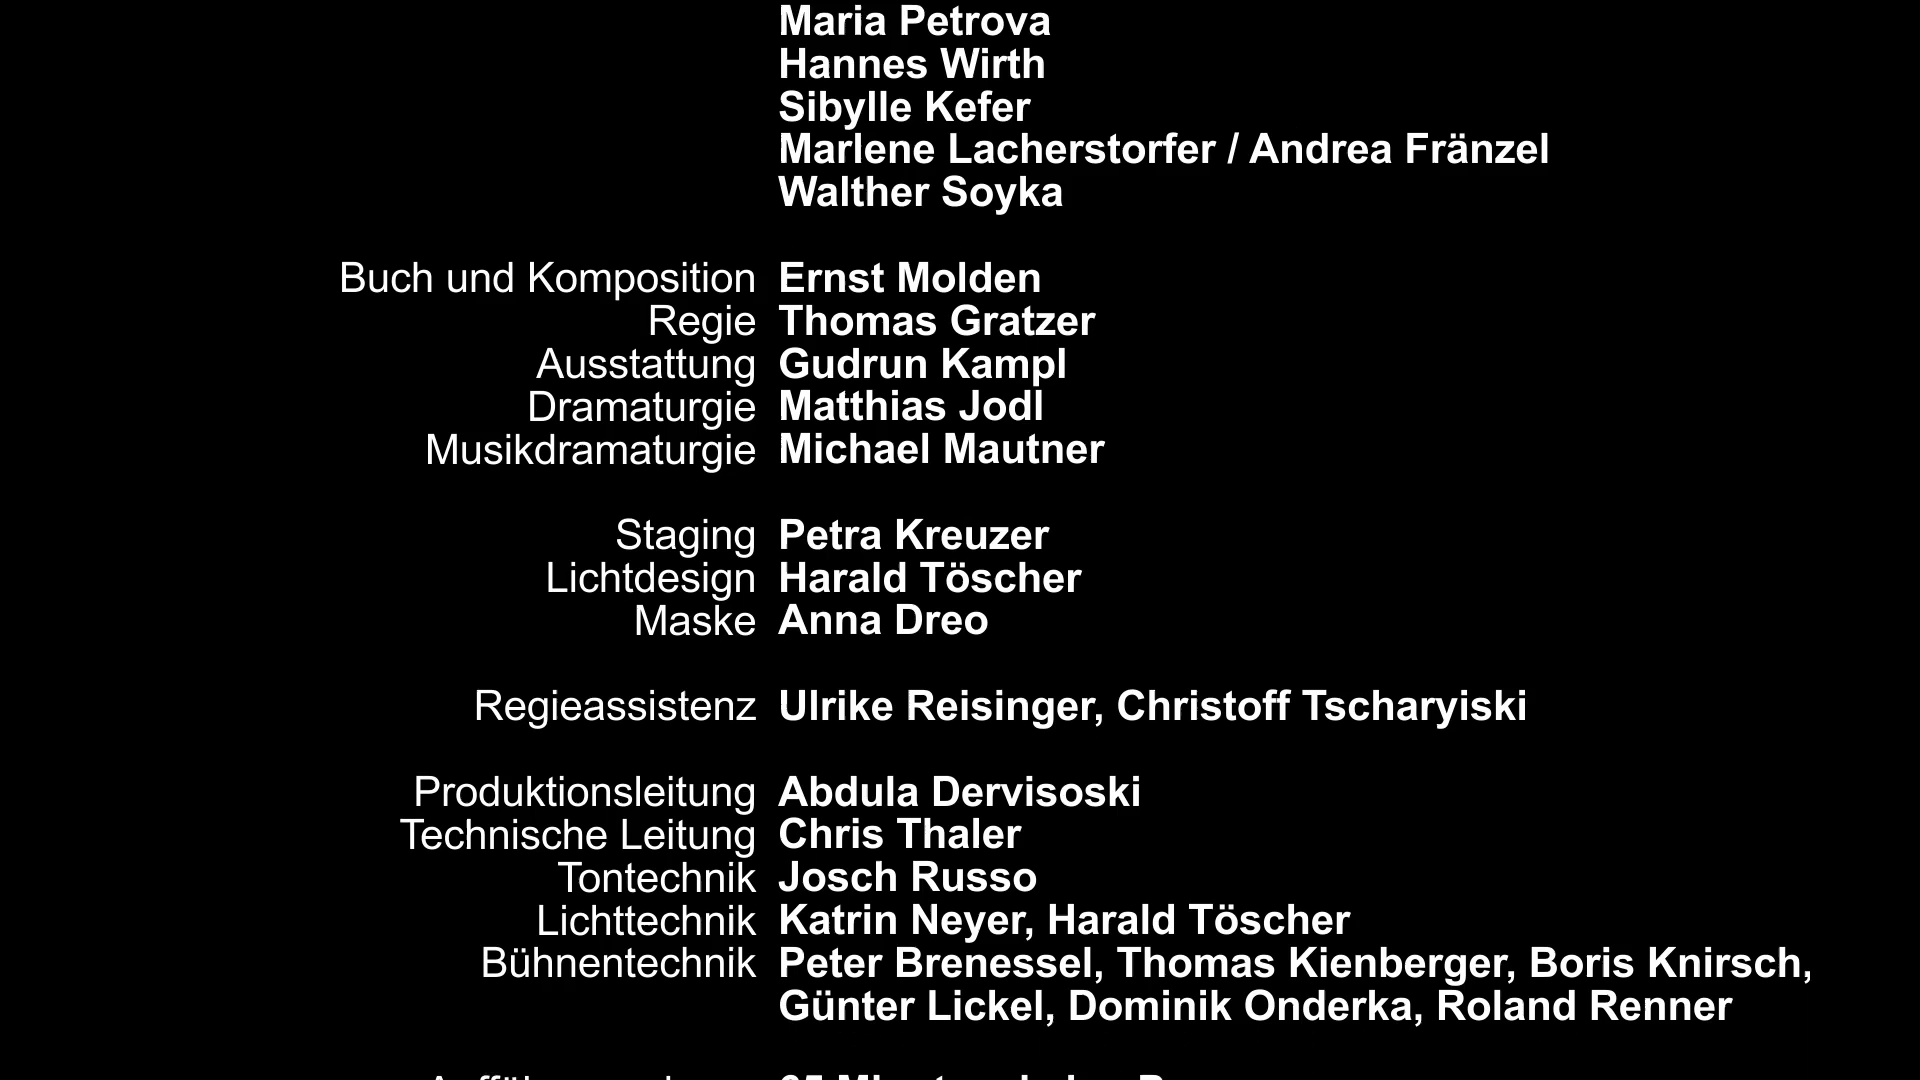 Maria Petrova
Hannes Wirth
Sibylle Kefer
Marlene Lacherstorfer / Andrea Fränzel
Walther Soyka
Buch und Komposition Ernst Molden
Regie Thomas Gratzer
Ausstattung Gudrun Kampl
Dramaturgie Matthias Jodl
Musikdramaturgie Michael Mautner
Staging Petra Kreuzer
Lichtdesign Harald Töscher
Maske Anna Dreo
Regieassistenz Ulrike Reisinger, Christoff Tscharyiski
Produktionsleitung Abdula Dervisoski
Technische Leitung Chris Thaler
Tontechnik Josch Russo
Lichttechnik Katrin Neyer, Harald Töscher
Bühnentechnik Peter Brenessel, Thomas Kienberger, Boris Knirsch,
Günter Lickel, Dominik Onderka, Roland Renner